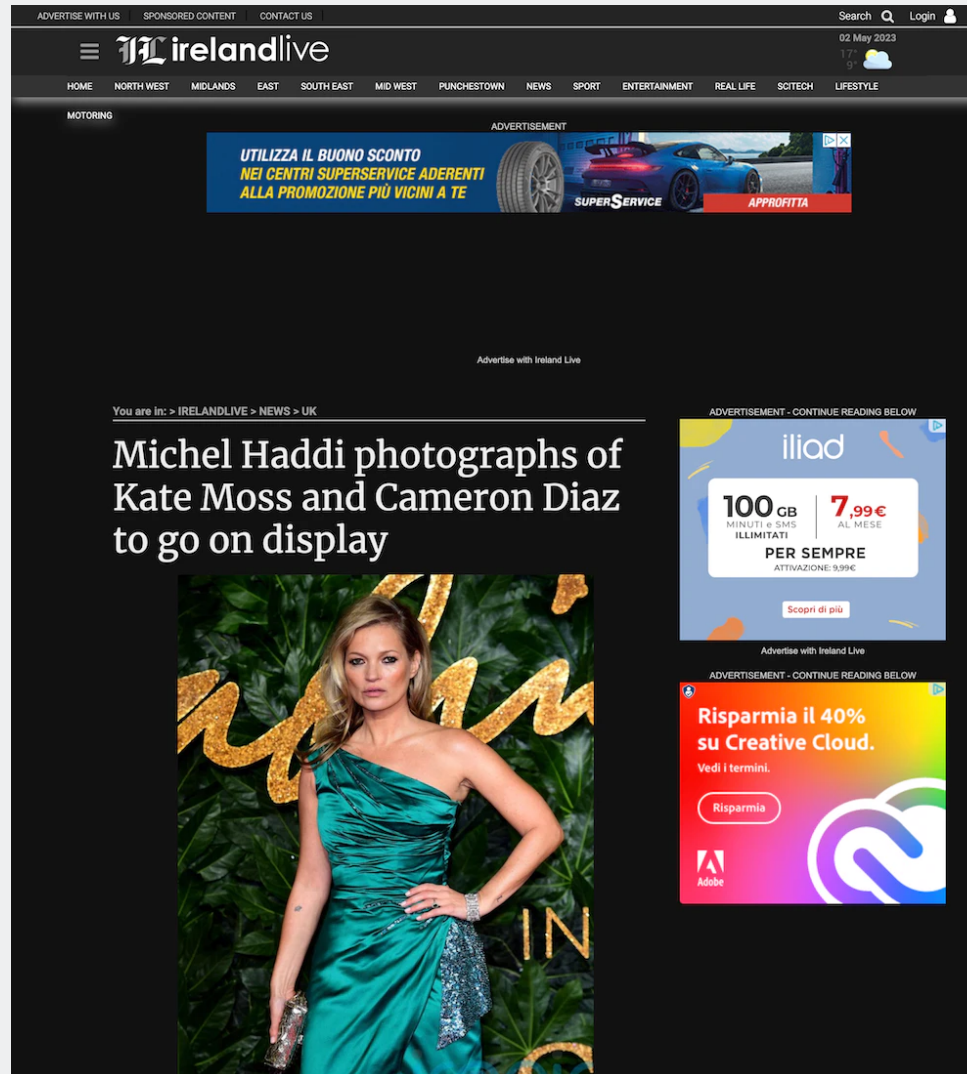 ADVERTISE WITH US SPONSORED CONTENT CONTACT US Search Login
IL irelandlive
02 May 2023
17°
9°
HOME NORTH WEST MIDLANDS EAST SOUTH EAST MID WEST PUNCHESTOWN NEWS SPORT ENTERTAINMENT REAL LIFE SCITECH LIFESTYLE
MOTORING
ADVERTISEMENT
UTILIZZA IL BUONO SCONTO
NEI CENTRI SUPERSERVICE ADERENTI
ALLA PROMOZIONE PIÙ VICINI A TE
SUPERSERVICE
APPROFITTA
Advertise with Ireland Live
You are in: > IRELANDLIVE > NEWS > UK
Michel Haddi photographs of
Kate Moss and Cameron Diaz
to go on display
IN
ADVERTISEMENT - CONTINUE READING BELOW
iliad
100 GB
MINUTI e SMS
ILLIMITATI
7,99€
AL MESE
PER SEMPRE
ATTIVAZIONE: 9,99€
Scopri di più
Advertise with Ireland Live
ADVERTISEMENT - CONTINUE READING BELOW
Risparmia il 40%
su Creative Cloud.
Vedi i termini.
Risparmia
Adobe